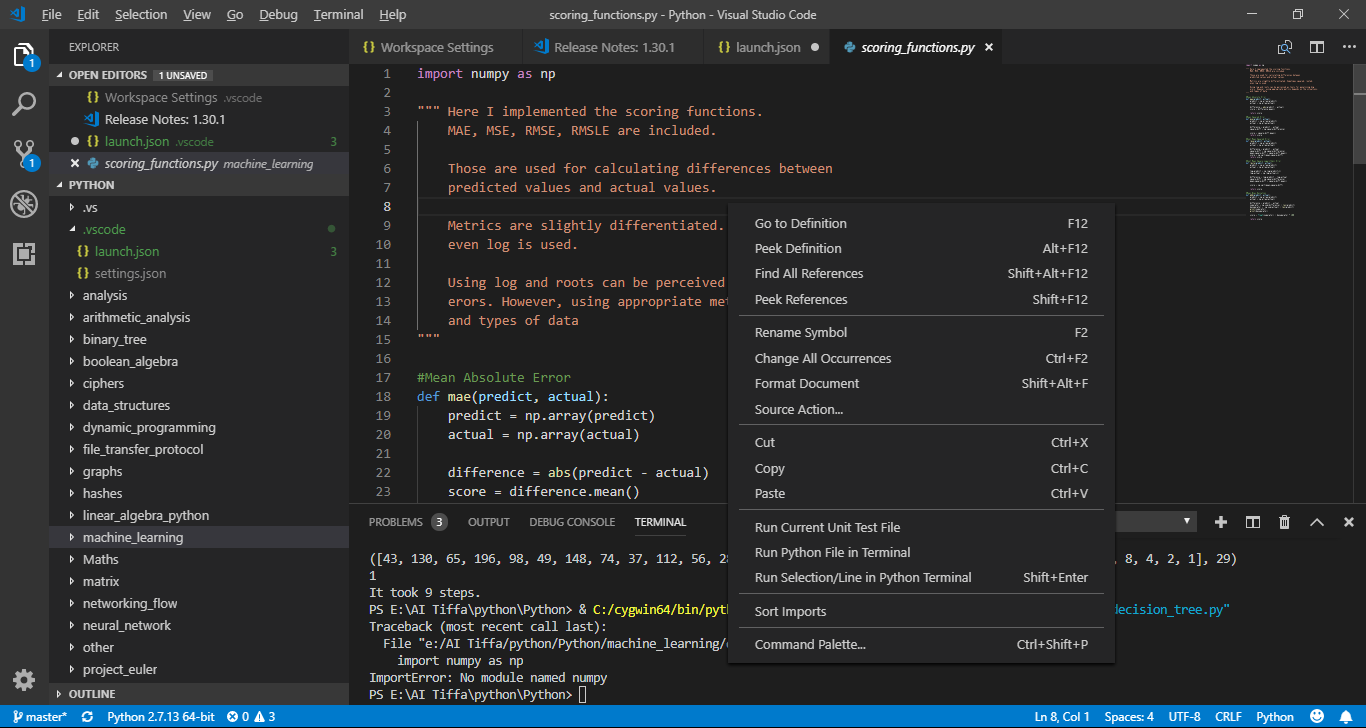 File Edit Selection View Go Debug Terminal Help
scoring_functions.py - Python - Visual Studio Code
EXPLORER
OPEN EDITORS 1 UNSAVED
Workspace Settings .vscode
Release Notes: 1.30.1
launch.json .vscode 3
scoring_functions.py machine_learning
PYTHON
.vs
.vscode
launch.json 3
settings.json
analysis
arithmetic_analysis
binary_tree
boolean_algebra
ciphers
data_structures
dynamic_programming
file_transfer_protocol
graphs
hashes
linear_algebra_python
machine_learning
Maths
matrix
networking_flow
neural_network
other
project_euler
OUTLINE
1
1
Workspace Settings
Release Notes: 1.30.1
launch.json
scoring_functions.py
1 import numpy as np
2
3 """ Here I implemented the scoring functions.
4 MAE, MSE, RMSE, RMSLE are included.
5
6 Those are used for calculating differences between
7 predicted values and actual values.
8
9 Metrics are slightly differentiated.
10 even log is used.
11
12 Using log and roots can be perceived
13 erors. However, using appropriate
14 and types of data
15 """
16
17 #Mean Absolute Error
18 def mae(predict, actual):
19 predict = np.array(predict)
20 actual = np.array(actual)
21
22 difference = abs(predict - actual)
23 score = difference.mean()
Go to Definition F12
Peek Definition Alt+F12
Find All References Shift+Alt+F12
Peek References Shift+F12
Rename Symbol F2
Change All Occurrences Ctrl+F2
Format Document Shift+Alt+F
Source Action...
Cut Ctrl+X
Copy Ctrl+C
Paste Ctrl+V
Run Current Unit Test File
Run Python File in Terminal
Run Selection/Line in Python Terminal Shift+Enter
Sort Imports
Command Palette... Ctrl+Shift+P
PROBLEMS 3 OUTPUT DEBUG CONSOLE TERMINAL
([43, 130, 65, 196, 98, 49, 148, 74, 37, 112, 56, , 8, 4, 2, 1], 29)
1
It took 9 steps.
PS E:\AI Tiffa\python\Python> & C:/cygwin64/bin/pyt ecision_tree.py"
Traceback (most recent call last):
File "e:/AI Tiffa/python/Python/machine_learning/
import numpy as np
ImportError: No module named numpy
PS E:\AI Tiffa\python\Python>
master* Python 2.7.13 64-bit 0 3 Ln 8, Col 1 Spaces: 4 UTF-8 CRLF Python